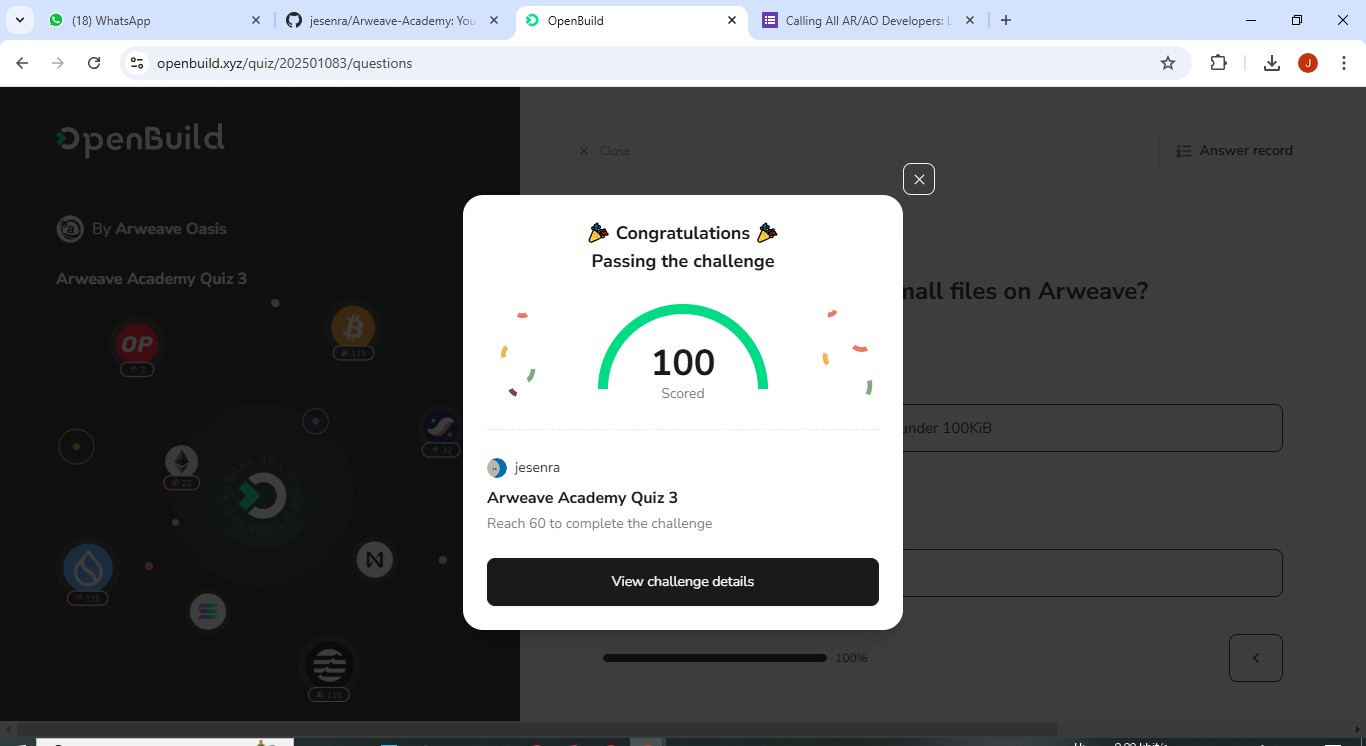 (18) WhatsApp
jesenra/Arweave-Academy: You
OpenBuild
Calling All AR/AO Developers: L
openbuild.xyz/quiz/202501083/questions
J
OpenBuild
Close
Answer record
By Arweave Oasis
Arweave Academy Quiz 3
mall files on Arweave?
under 100KiB
OP
2
115
32
22
115
115
🎉 Congratulations 🎉
Passing the challenge
100
Scored
jesenra
Arweave Academy Quiz 3
Reach 60 to complete the challenge
View challenge details
100%